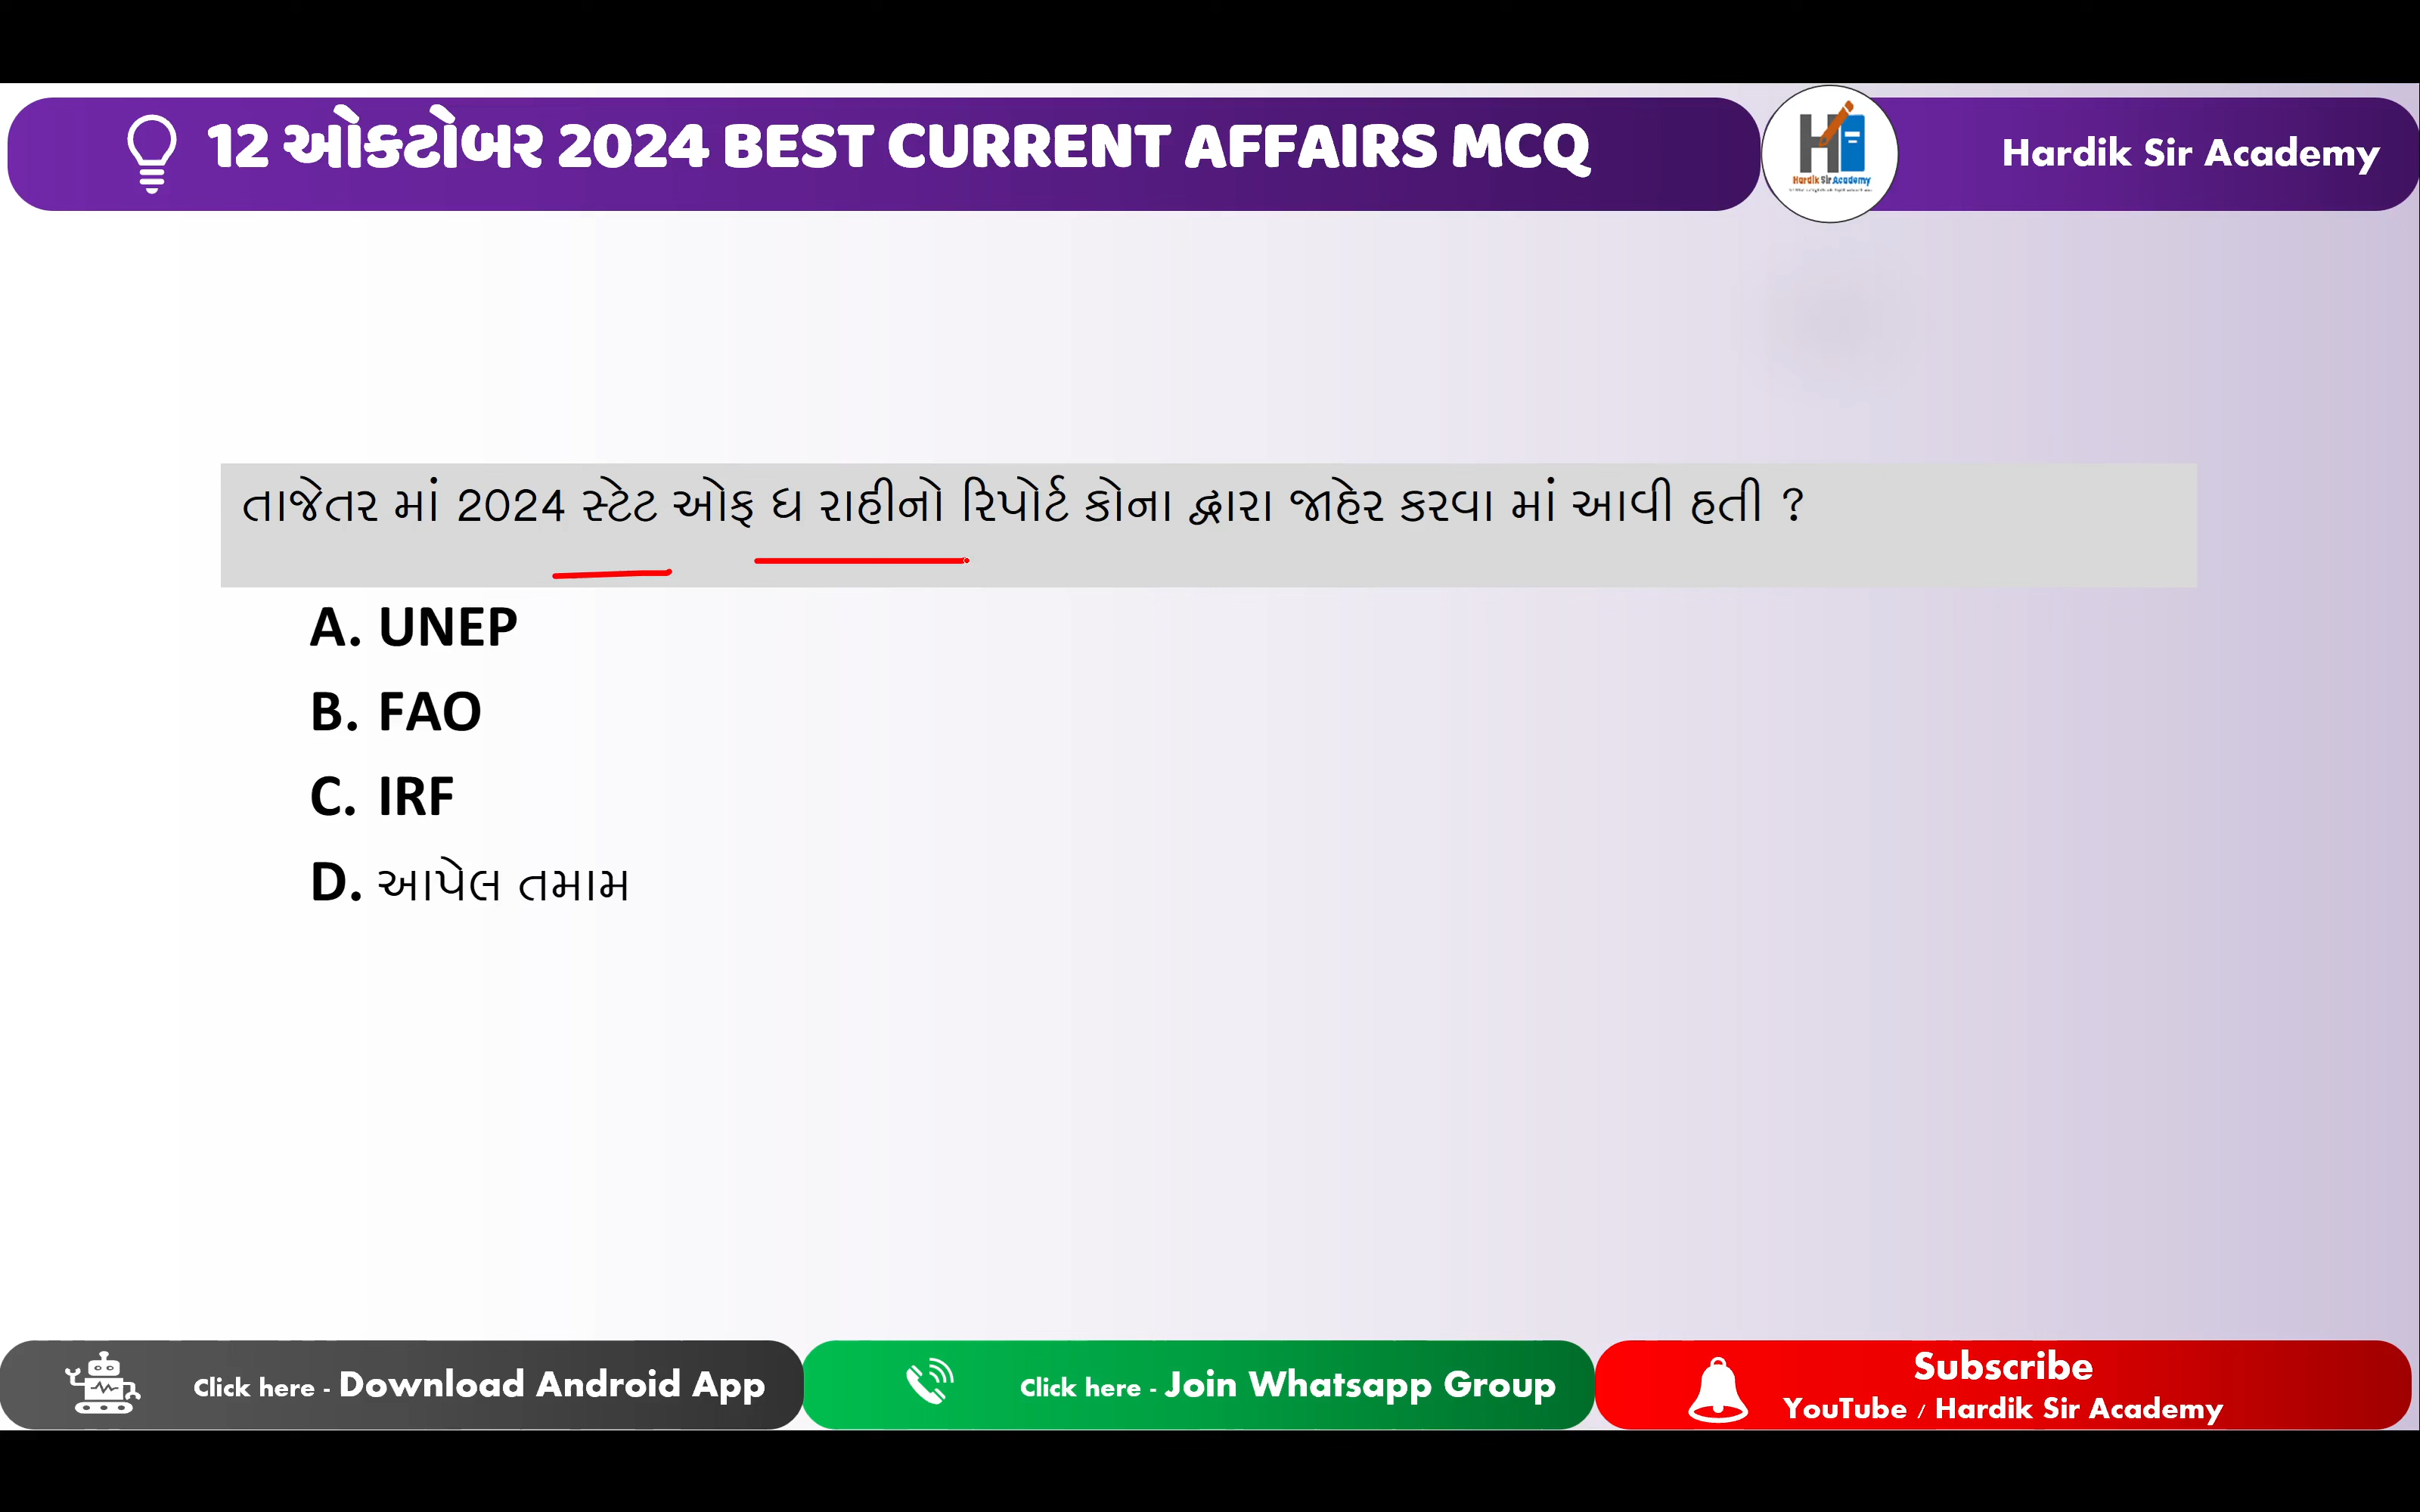 12 ઓકટોબર 2024 BEST CURRENT AFFAIRS MCQ
Hardik Sir Academy
Hardik Sir Academy
તાજેતર માં 2024 સ્ટેટ ઓફ ધ રાહીનો રિપોર્ટ કોના દ્વારા જાહેર કરવા માં આવી હતી ?
A. UNEP
B. FAO
C. IRF
D. આપેલ તમામ
Click here - Download Android App
Click here - Join Whatsapp Group
Subscribe
YouTube / Hardik Sir Academy